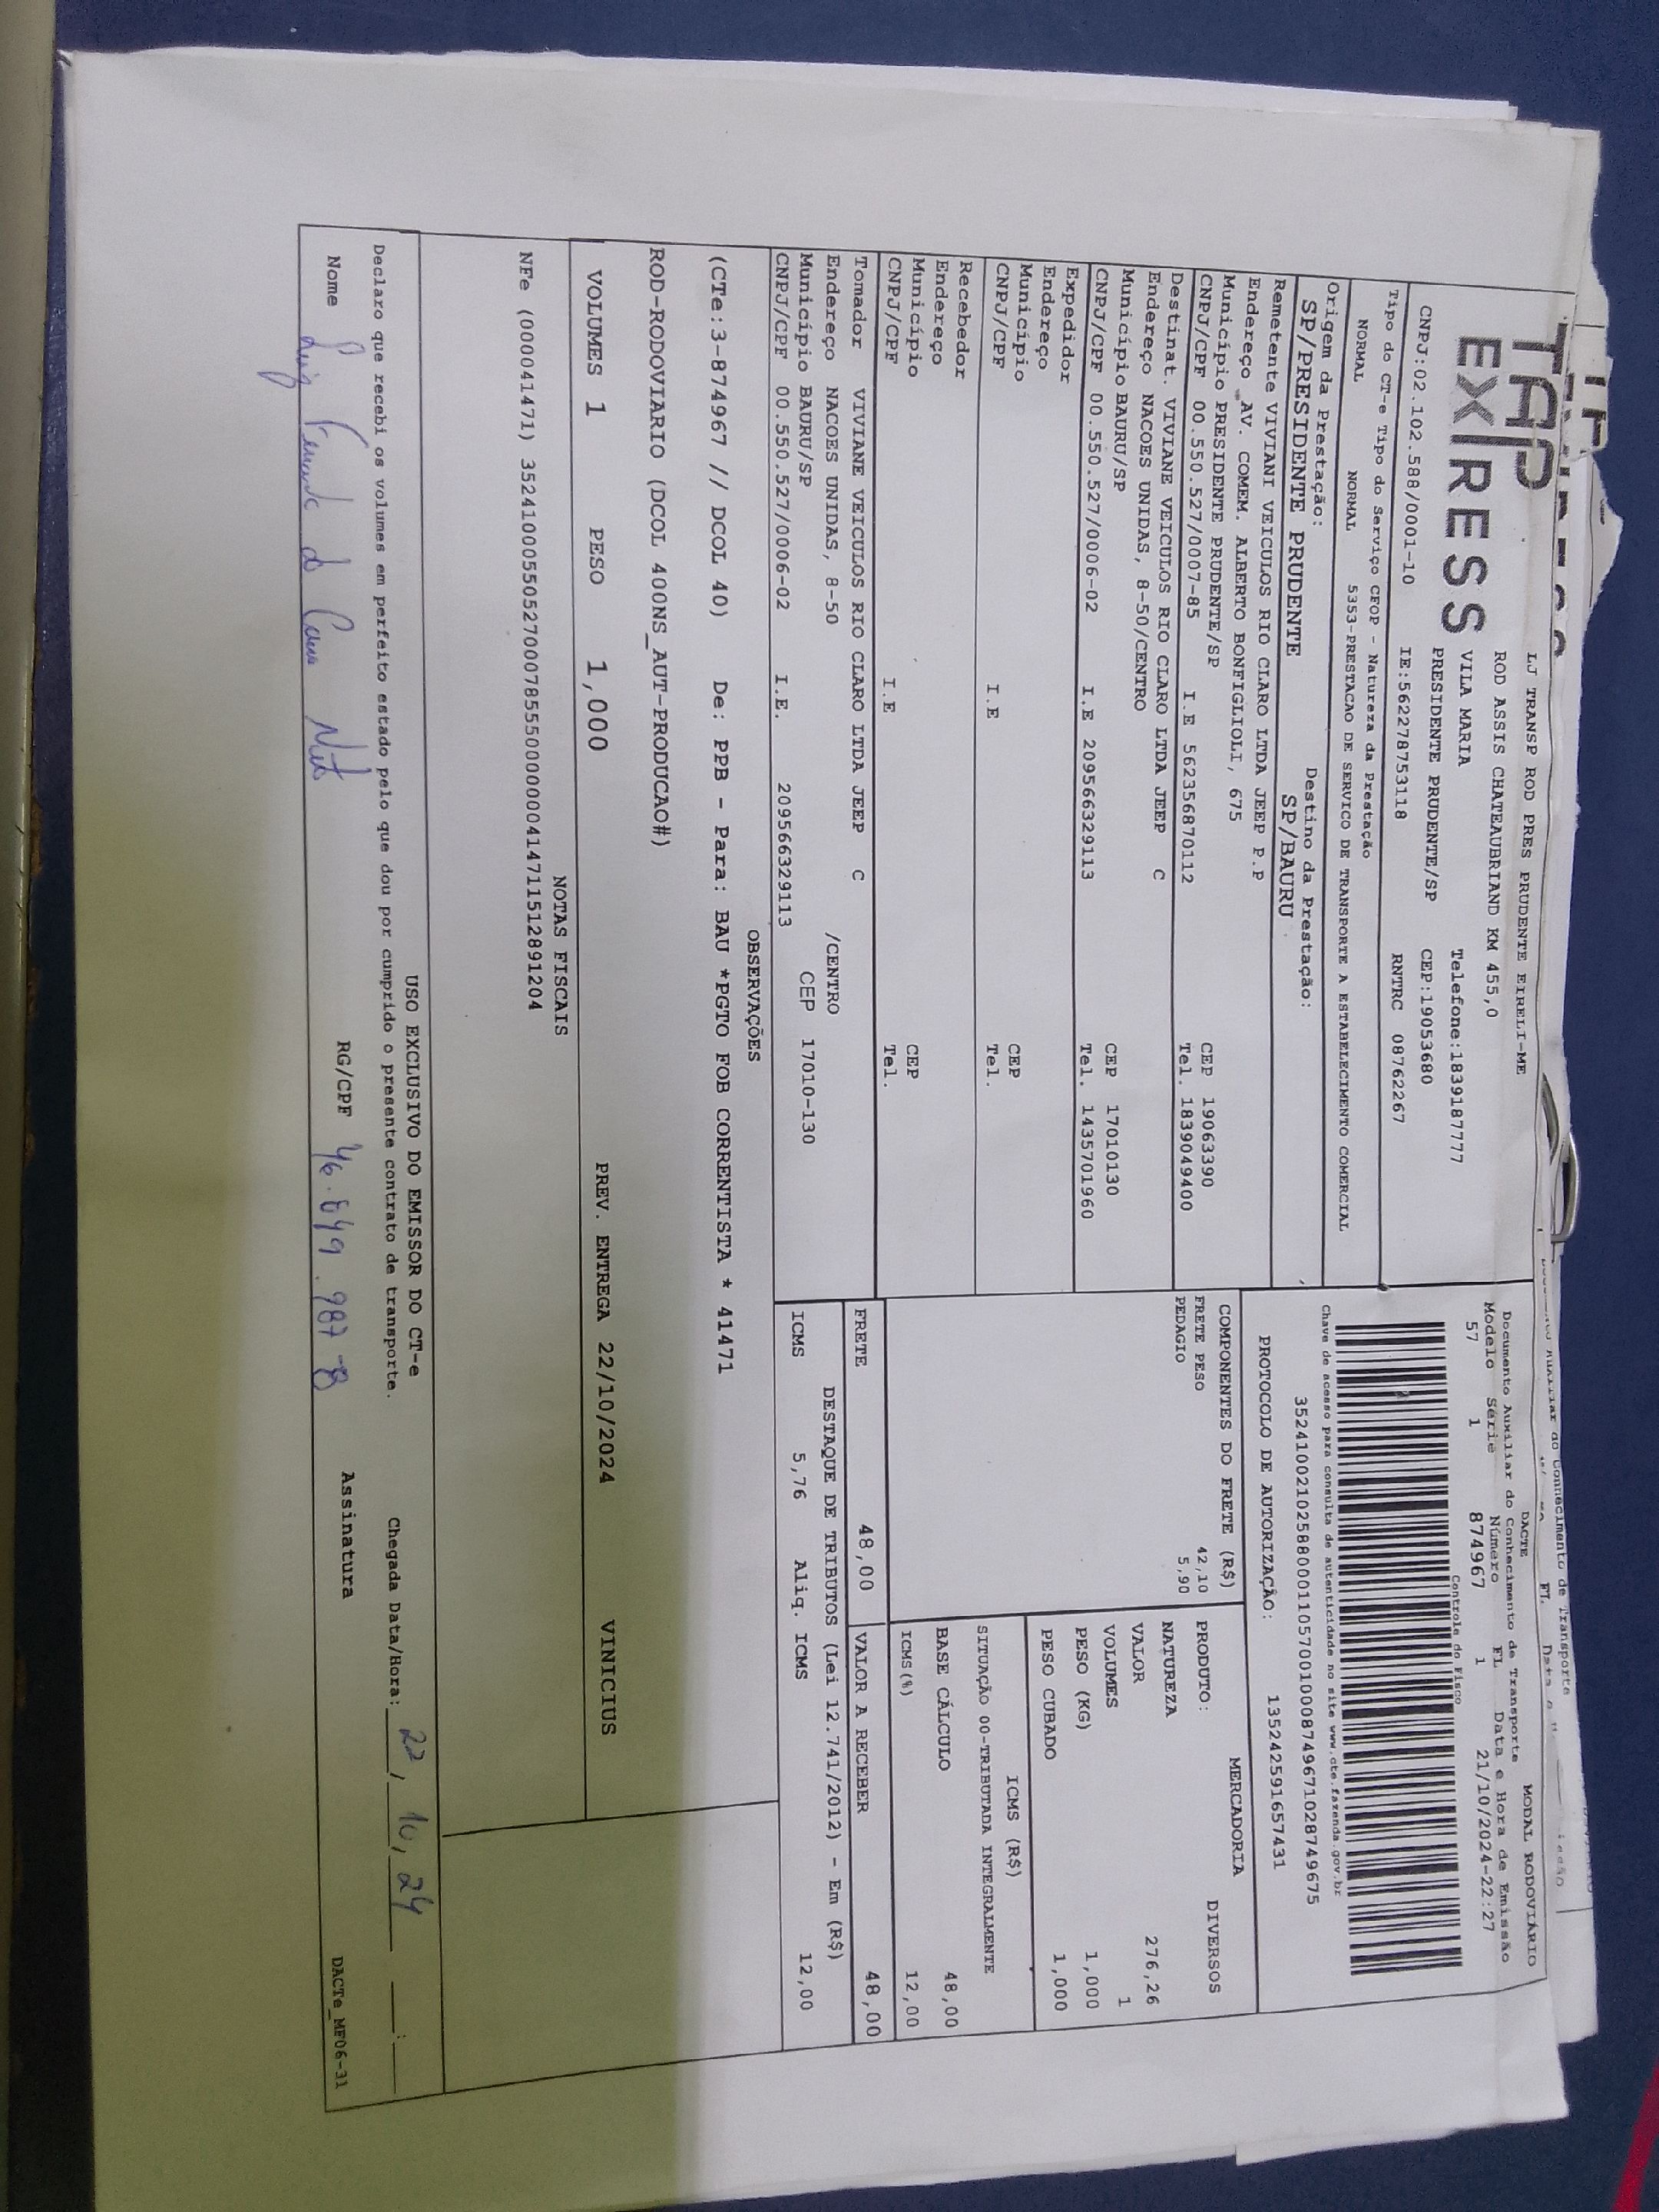 TAP
EX/RESS
LJ TRANSP ROD PRES PRUDENTE EIRELI-ME
ROD ASSIS CHATEAUBRIAND KM 455,0
VILA MARIA Telefone:1839187777
PRESIDENTE PRUDENTE/SP CEP:19053680
CNPJ:02.102.588/0001-10 IE:562278753118 RNTRC 08762267
Tipo do CT-e Tipo do Serviço CFOP - Natureza da Prestação
NORMAL NORMAL 5353-PRESTACAO DE SERVICO DE TRANSPORTE A ESTABELECIMENTO COMERCIAL
Origem da Prestação: Destino da Prestação:
SP/PRESIDENTE PRUDENTE SP/BAURU
Remetente VIVIANI VEICULOS RIO CLARO LTDA JEEP P.P
Endereço AV. COMEM. ALBERTO BONFIGLIOLI, 675
Município PRESIDENTE PRUDENTE/SP CEP 19063390
CNPJ/CPF 00.550.527/0007-85 I.E 562356870112 Tel. 1839049400
Destinat. VIVIANE VEICULOS RIO CLARO LTDA JEEP C
Endereço NACOES UNIDAS, 8-50/CENTRO
Município BAURU/SP CEP 17010130
CNPJ/CPF 00.550.527/0006-02 I.E 209566329113 Tel. 1435701960
Expedidor
Endereço
Município CEP
CNPJ/CPF I.E Tel.
Recebedor
Endereço
Município CEP
CNPJ/CPF I.E Tel.
Tomador VIVIANE VEICULOS RIO CLARO LTDA JEEP C
Endereço NACOES UNIDAS, 8-50 /CENTRO
Município BAURU/SP CEP 17010-130
CNPJ/CPF 00.550.527/0006-02 I.E. 209566329113
DACTE MODAL RODOVIÁRIO
Documento Auxiliar do Conhecimento de Transporte
Modelo Série Número FL Data e Hora de Emissão
57 1 874967 1 21/10/2024-22:27
Controle do Fisco
Chave de acesso para consulta de autenticidade no site www.cte.fazenda.gov.br
35241002102588000110570010008749671028749675
PROTOCOLO DE AUTORIZAÇÃO: 135242591657431
COMPONENTES DO FRETE (R$)
FRETE PESO 42,10
PEDAGIO 5,90
MERCADORIA
PRODUTO: DIVERSOS
NATUREZA
VALOR 276,26
VOLUMES 1
PESO (KG) 1,000
PESO CUBADO 1,000
ICMS (R$)
SITUAÇÃO 00-TRIBUTADA INTEGRALMENTE
BASE CÁLCULO 48,00
ICMS(%) 12,00
FRETE 48,00 VALOR A RECEBER 48,00
DESTAQUE DE TRIBUTOS (Lei 12.741/2012) - Em (R$)
ICMS 5,76 Aliq. ICMS 12,00
OBSERVAÇÕES
(CTe:3-874967 // DCOL 40) De: PPB - Para: BAU *PGTO FOB CORRENTISTA * 41471
ROD-RODOVIARIO (DCOL 400NS_AUT-PRODUCAO#)
VOLUMES 1 PESO 1,000 PREV. ENTREGA 22/10/2024 VINICIUS
NOTAS FISCAIS
NFe (000041471) 35241000550527000785550000000414711512891204
USO EXCLUSIVO DO EMISSOR DO CT-e
Declaro que recebi os volumes em perfeito estado pelo que dou por cumprido o presente contrato de transporte. Chegada Data/Hora: 22/10/24 __:__
Nome RG/CPF 46.849.987-8 Assinatura
DACTe_MF06-31